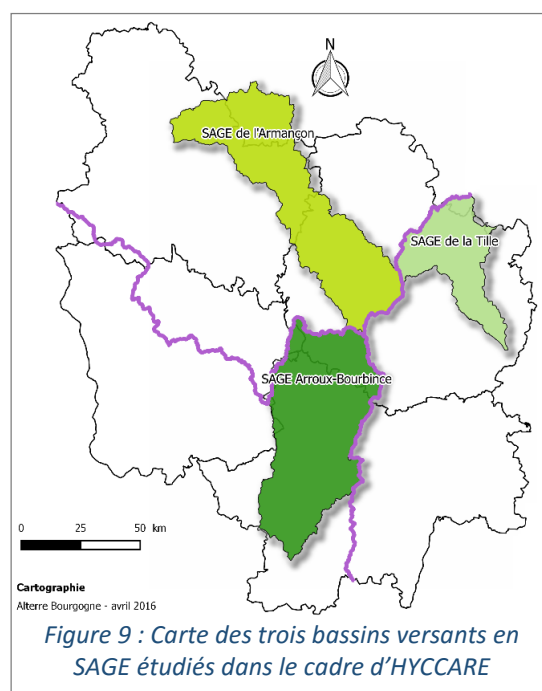 N
SAGE de l'Armançon
SAGE de la Tille
SAGE Arroux-Bourbince
0 25 50 km
Cartographie
Alterre Bourgogne - avril 2016
Figure 9 : Carte des trois bassins versants en
SAGE étudiés dans le cadre d'HYCCARE